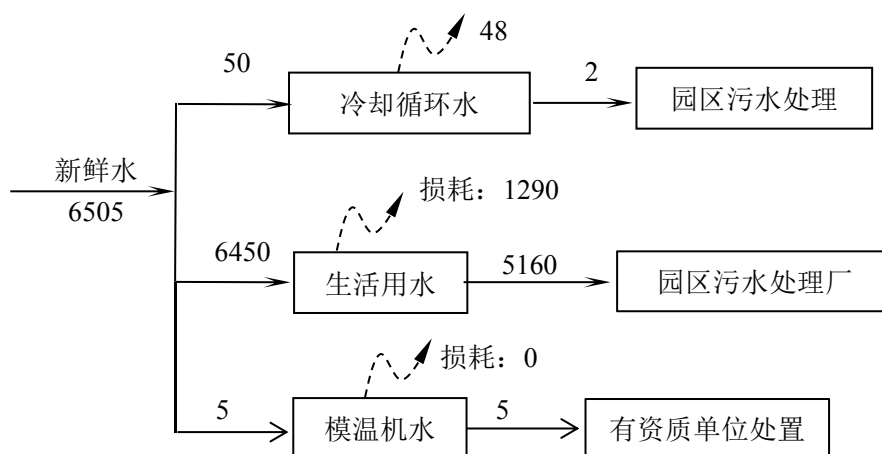 48
50
冷却循环水
2
园区污水处理
新鲜水
6505
损耗：1290
6450
生活用水
5160
园区污水处理厂
损耗：0
5
模温机水
5
有资质单位处置